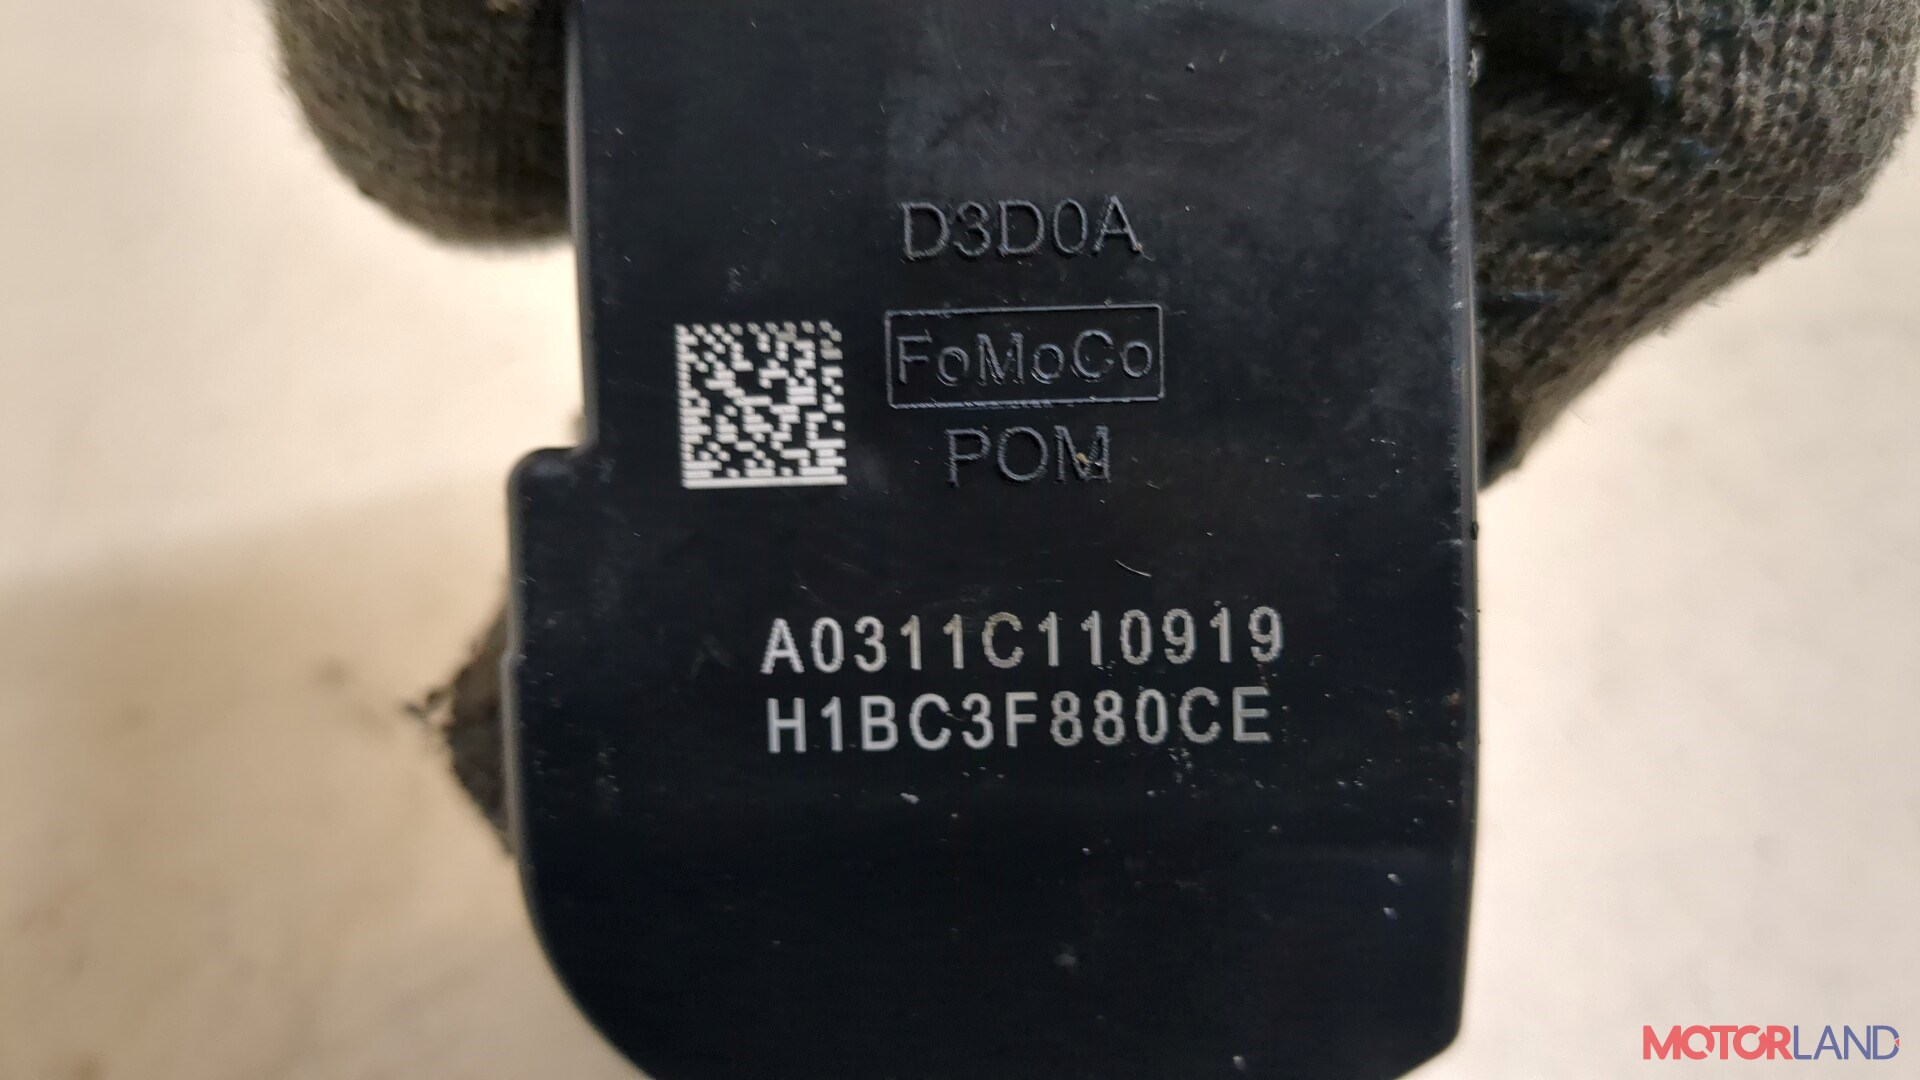 D3D0A
FoMoCo
POM
A0311C110919
H1BC3F880CE
MOTORLAND